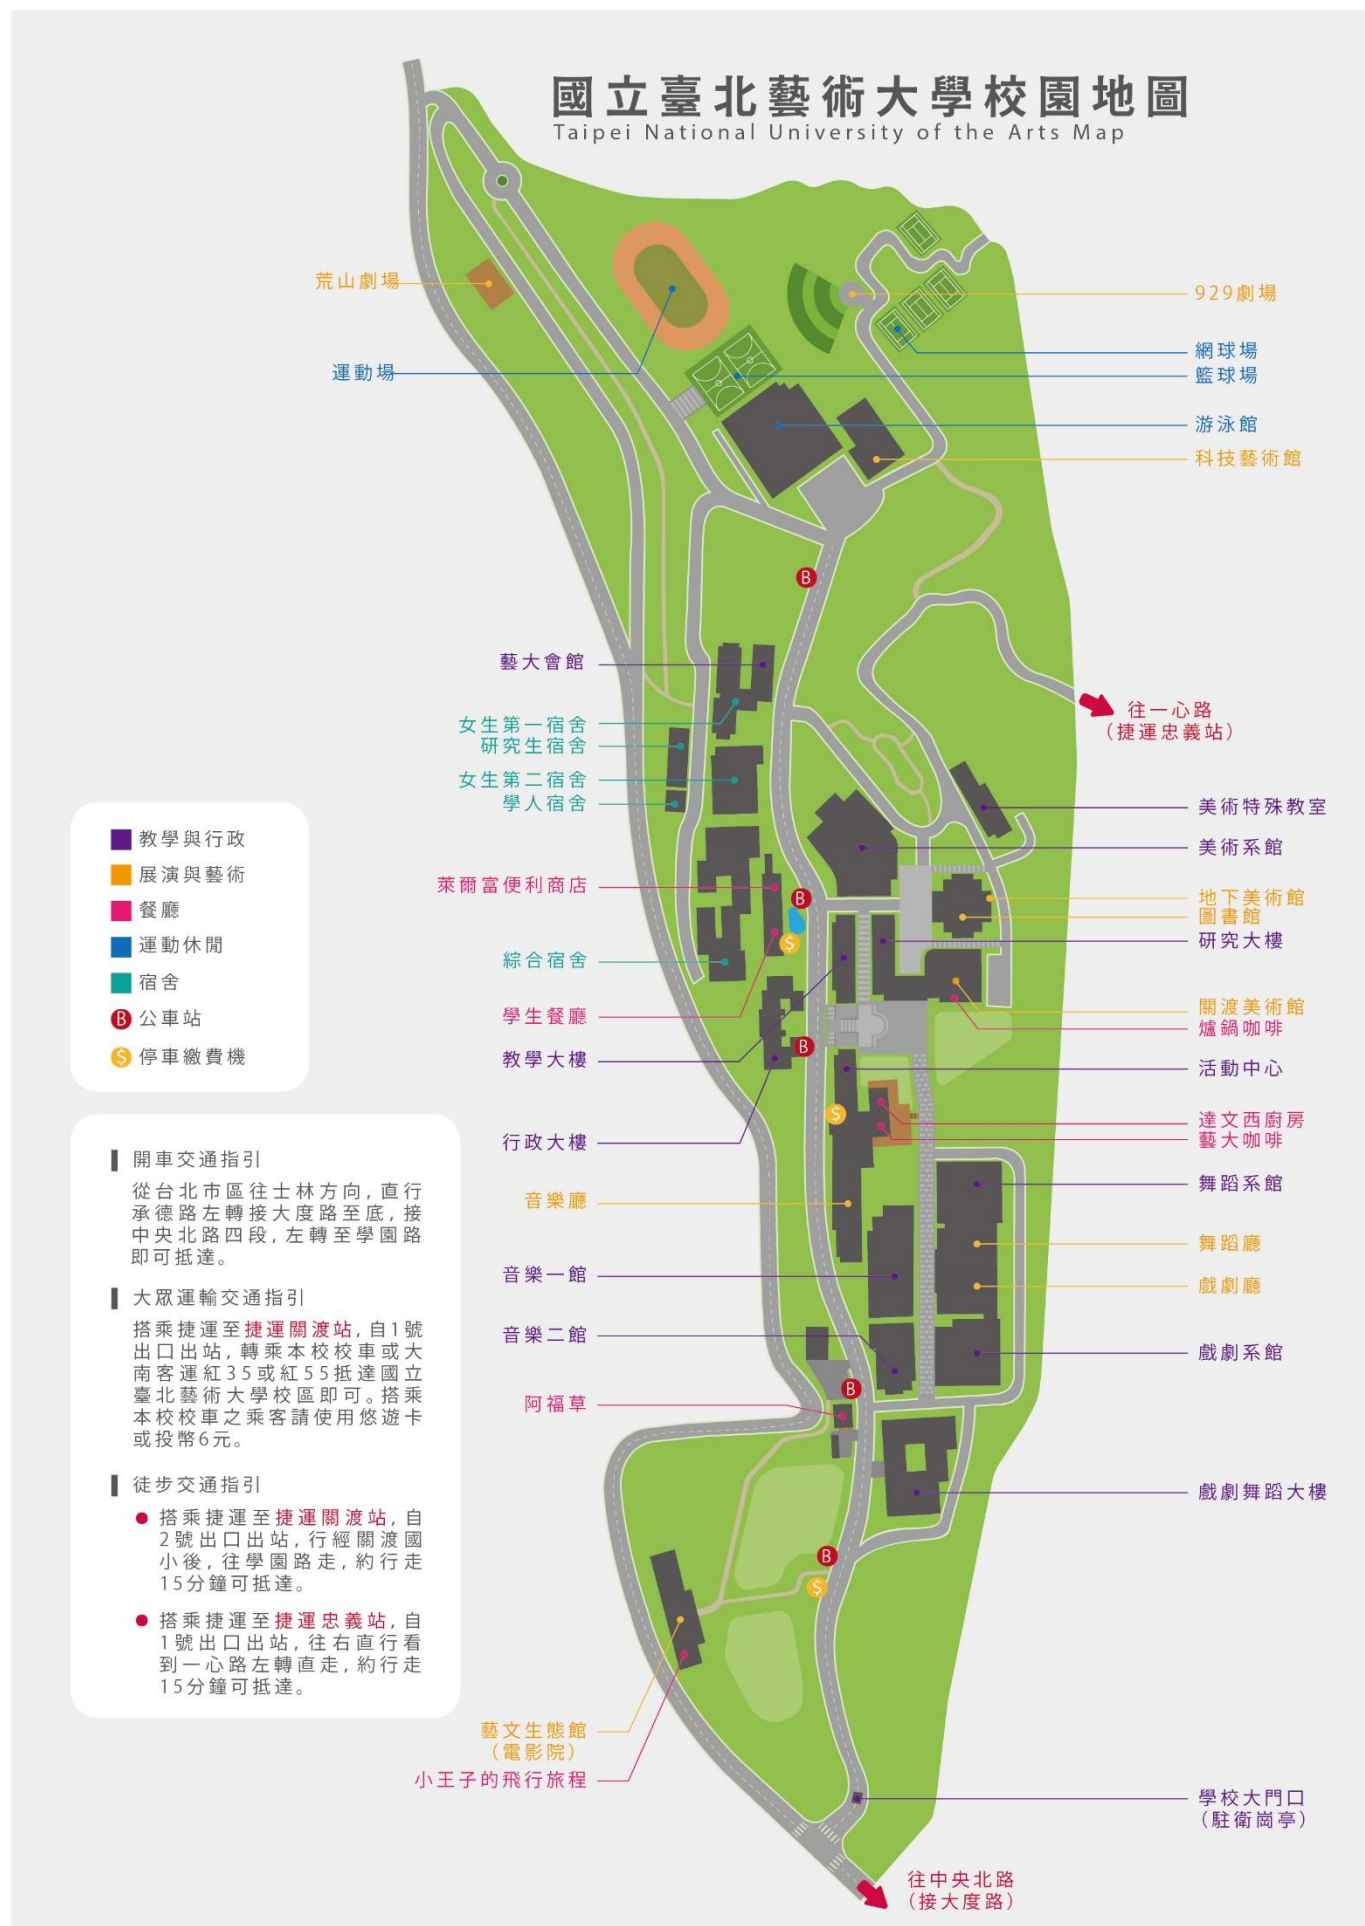 國立臺北藝術大學校園地圖
Taipei National University of the Arts Map
荒山劇場
運動場
929劇場
網球場
籃球場
游泳館
科技藝術館
B
藝大會館
女生第一宿舍
研究生宿舍
女生第二宿舍
學人宿舍
往一心路
（捷運忠義站）
美術特殊教室
美術系館
萊爾富便利商店
B
$
地下美術館
圖書館
研究大樓
綜合宿舍
學生餐廳
教學大樓
行政大樓
B
關渡美術館
爐鍋咖啡
活動中心
$
達文西廚房
藝大咖啡
舞蹈系館
音樂廳
舞蹈廳
音樂一館
戲劇廳
音樂二館
戲劇系館
阿福草
B
戲劇舞蹈大樓
B
$
藝文生態館
（電影院）
小王子的飛行旅程
學校大門口
（駐衛崗亭）
往中央北路
（接大度路）
教學與行政
展演與藝術
餐廳
運動休閒
宿舍
B 公車站
$ 停車繳費機
開車交通指引
從台北市區往士林方向，直行
承德路左轉接大度路至底，接
中央北路四段，左轉至學園路
即可抵達。
大眾運輸交通指引
搭乘捷運至捷運關渡站，自1號
出口出站，轉乘本校校車或大
南客運紅35或紅55抵達國立
臺北藝術大學校區即可。搭乘
本校校車之乘客請使用悠遊卡
或投幣6元。
徒步交通指引
搭乘捷運至捷運關渡站，自
2號出口出站，行經關渡國
小後，往學園路走，約行走
15分鐘可抵達。
搭乘捷運至捷運忠義站，自
1號出口出站，往右直行看
到一心路左轉直走，約行走
15分鐘可抵達。